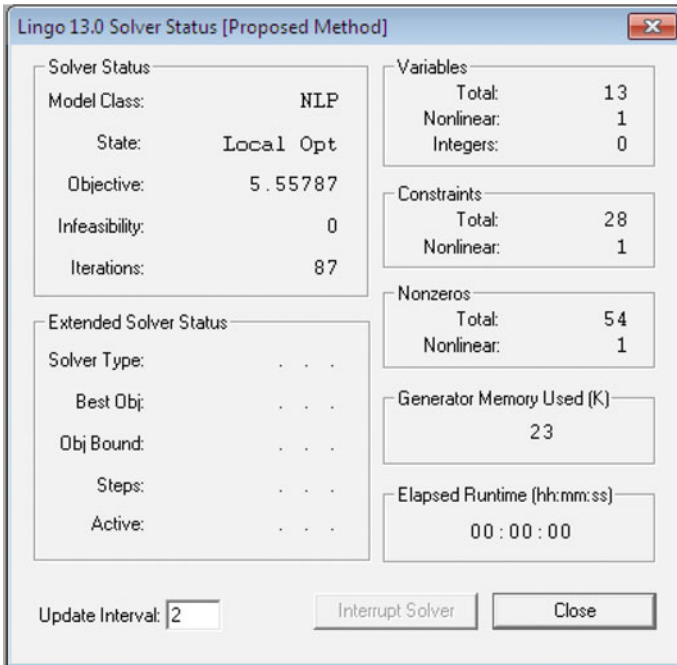 Lingo 13.0 Solver Status [Proposed Method]
Solver Status
Model Class: NLP
State: Local Opt
Objective: 5.55787
Infeasibility: 0
Iterations: 87
Extended Solver Status
Solver Type: . . .
Best Obj: . . .
Obj Bound: . . .
Steps: . . .
Active: . . .
Variables
Total: 13
Nonlinear: 1
Integers: 0
Constraints
Total: 28
Nonlinear: 1
Nonzeros
Total: 54
Nonlinear: 1
Generator Memory Used (K)
23
Elapsed Runtime (hh:mm:ss)
00:00:00
Update Interval: 2
Interrupt Solver
Close